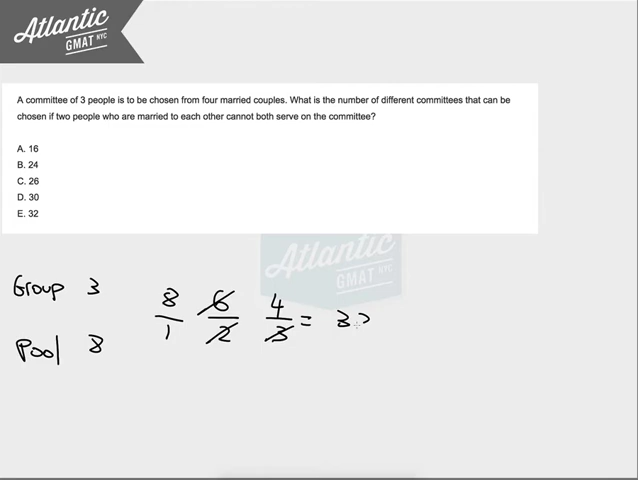 Atlantic
GMAT NYC
A committee of 3 people is to be chosen from four married couples. What is the number of different committees that can be
chosen if two people who are married to each other cannot both serve on the committee?
A. 16
B. 24
C. 26
D. 30
E. 32
Atlantic
GMAT NYC
Group 3
8 6 4
1 2 3 = 32
Pool 8